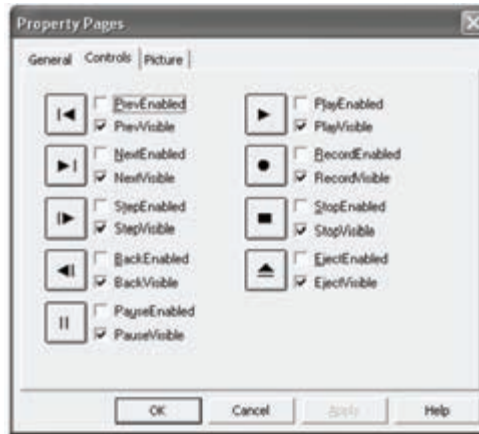 Property Pages
General Controls Picture
PrevEnabled
PrevVisible
NextEnabled
NextVisible
StepEnabled
StepVisible
BackEnabled
BackVisible
PauseEnabled
PauseVisible
PlayEnabled
PlayVisible
RecordEnabled
RecordVisible
StopEnabled
StopVisible
EjectEnabled
EjectVisible
OK Cancel Apply Help